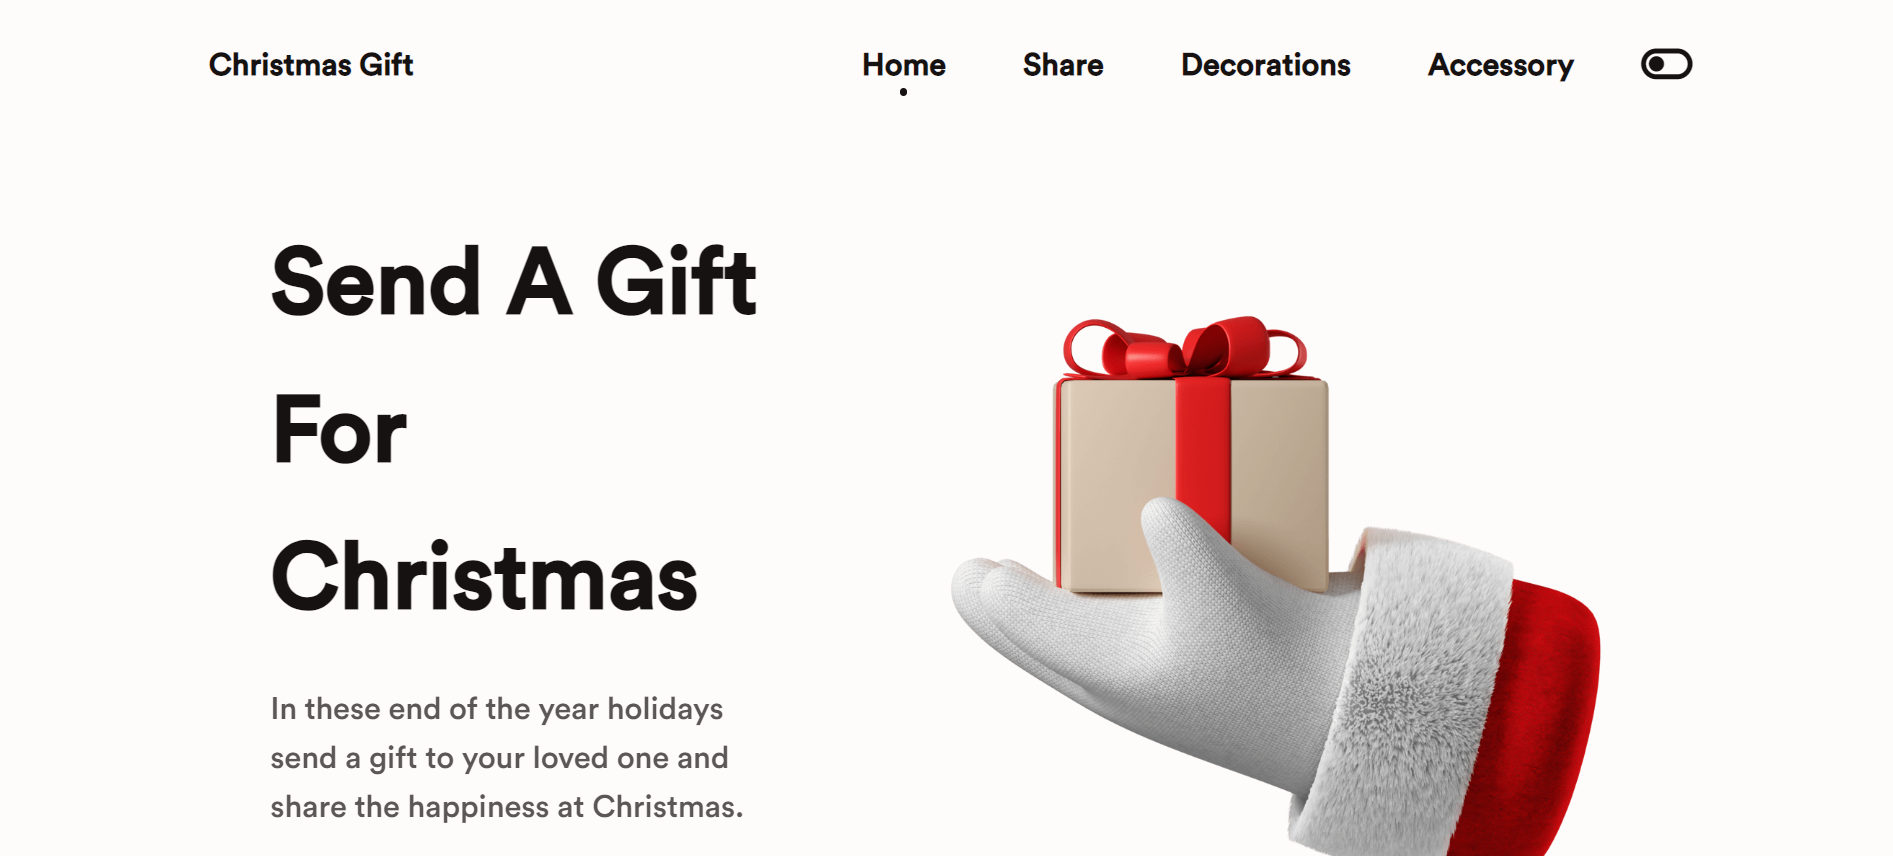 Christmas Gift
Home Share Decorations Accessory
Send A Gift
For
Christmas
In these end of the year holidays
send a gift to your loved one and
share the happiness at Christmas.